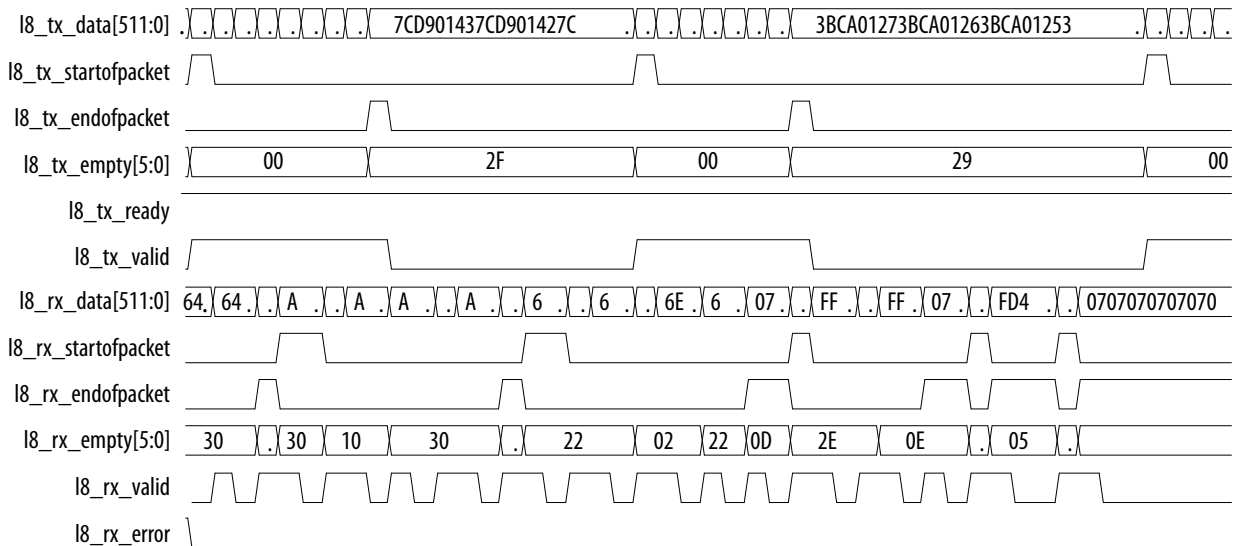 l8_tx_data[511:0] . . . . . . . . . 7CD901437CD901427C . . . . . . . . 3BCA01273BCA01263BCA01253 . . . . .
l8_tx_startofpacket
l8_tx_endofpacket
l8_tx_empty[5:0] 00 2F 00 29 00
l8_tx_ready
l8_tx_valid
l8_rx_data[511:0] 64. 64 . . A . . A . A . A . . 6 . . 6 . . 6E . 6 . 07 . . FF . . FF . 07 . . FD4 . . 0707070707070
l8_rx_startofpacket
l8_rx_endofpacket
l8_rx_empty[5:0] 30 . 30 10 30 . 22 02 22 0D 2E 0E . 05 .
l8_rx_valid
l8_rx_error